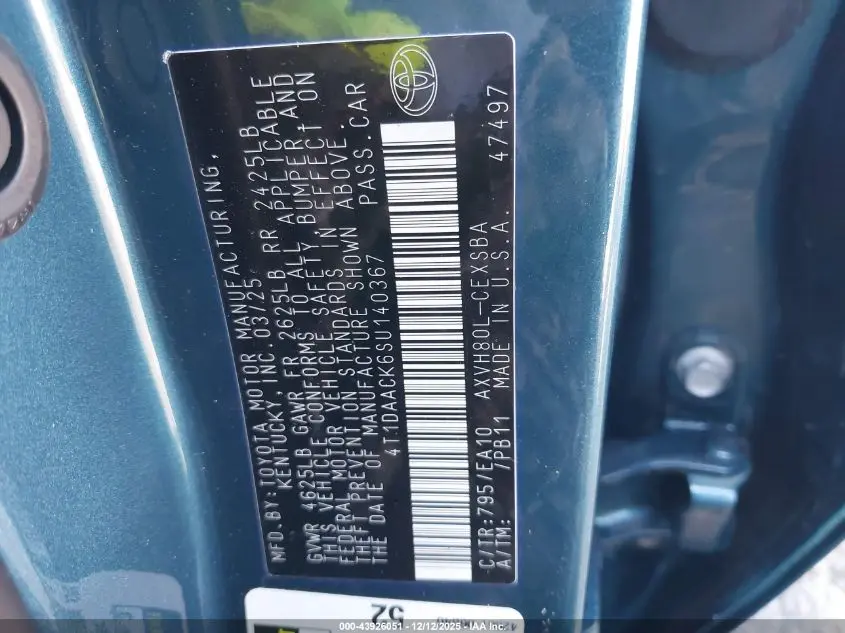 MFD. BY: TOYOTA MOTOR MANUFACTURING,
KENTUCKY, INC. 03/25
GVWR 4625LB GAWR FR 2625LB RR 2425LB
THIS VEHICLE CONFORMS TO ALL APPLICABLE
FEDERAL MOTOR VEHICLE SAFETY, BUMPER, AND
THEFT PREVENTION STANDARDS IN EFFECT ON
THE DATE OF MANUFACTURE SHOWN ABOVE.
4T1DAACK6SU140367 PASS. CAR
C/TR: 795/EA10 AXVH80L-CEXSBA
A/TM: /PB11 MADE IN U.S.A. 47497
52
000-43926051 - 12/12/2025 - IAA Inc.